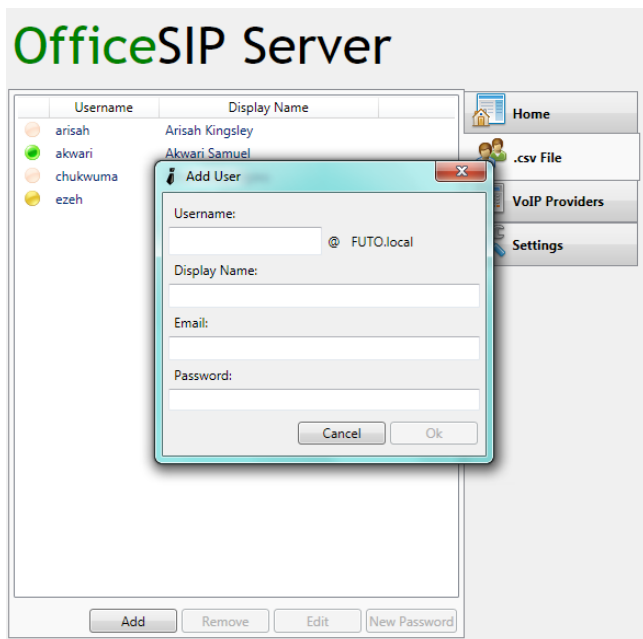 OfficeSIP Server
Username Display Name
arisah Arisah Kingsley
akwari Akwari Samuel
chukwuma
ezeh
Add User
Username:
@ FUTO.local
Display Name:
Email:
Password:
Cancel Ok
Home
.csv File
VoIP Providers
Settings
Add Remove Edit New Password